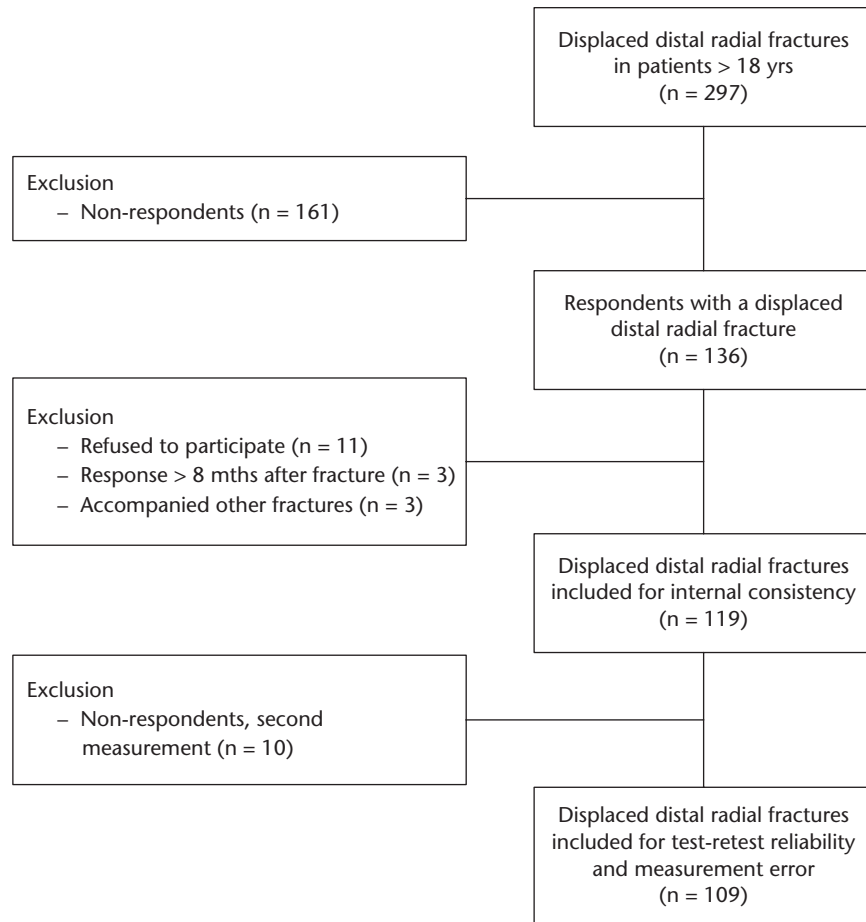 Displaced distal radial fractures
in patients > 18 yrs
(n = 297)
Exclusion
– Non-respondents (n = 161)
Respondents with a displaced
distal radial fracture
(n = 136)
Exclusion
– Refused to participate (n = 11)
– Response > 8 mths after fracture (n = 3)
– Accompanied other fractures (n = 3)
Displaced distal radial fractures
included for internal consistency
(n = 119)
Exclusion
– Non-respondents, second
measurement (n = 10)
Displaced distal radial fractures
included for test-retest reliability
and measurement error
(n = 109)